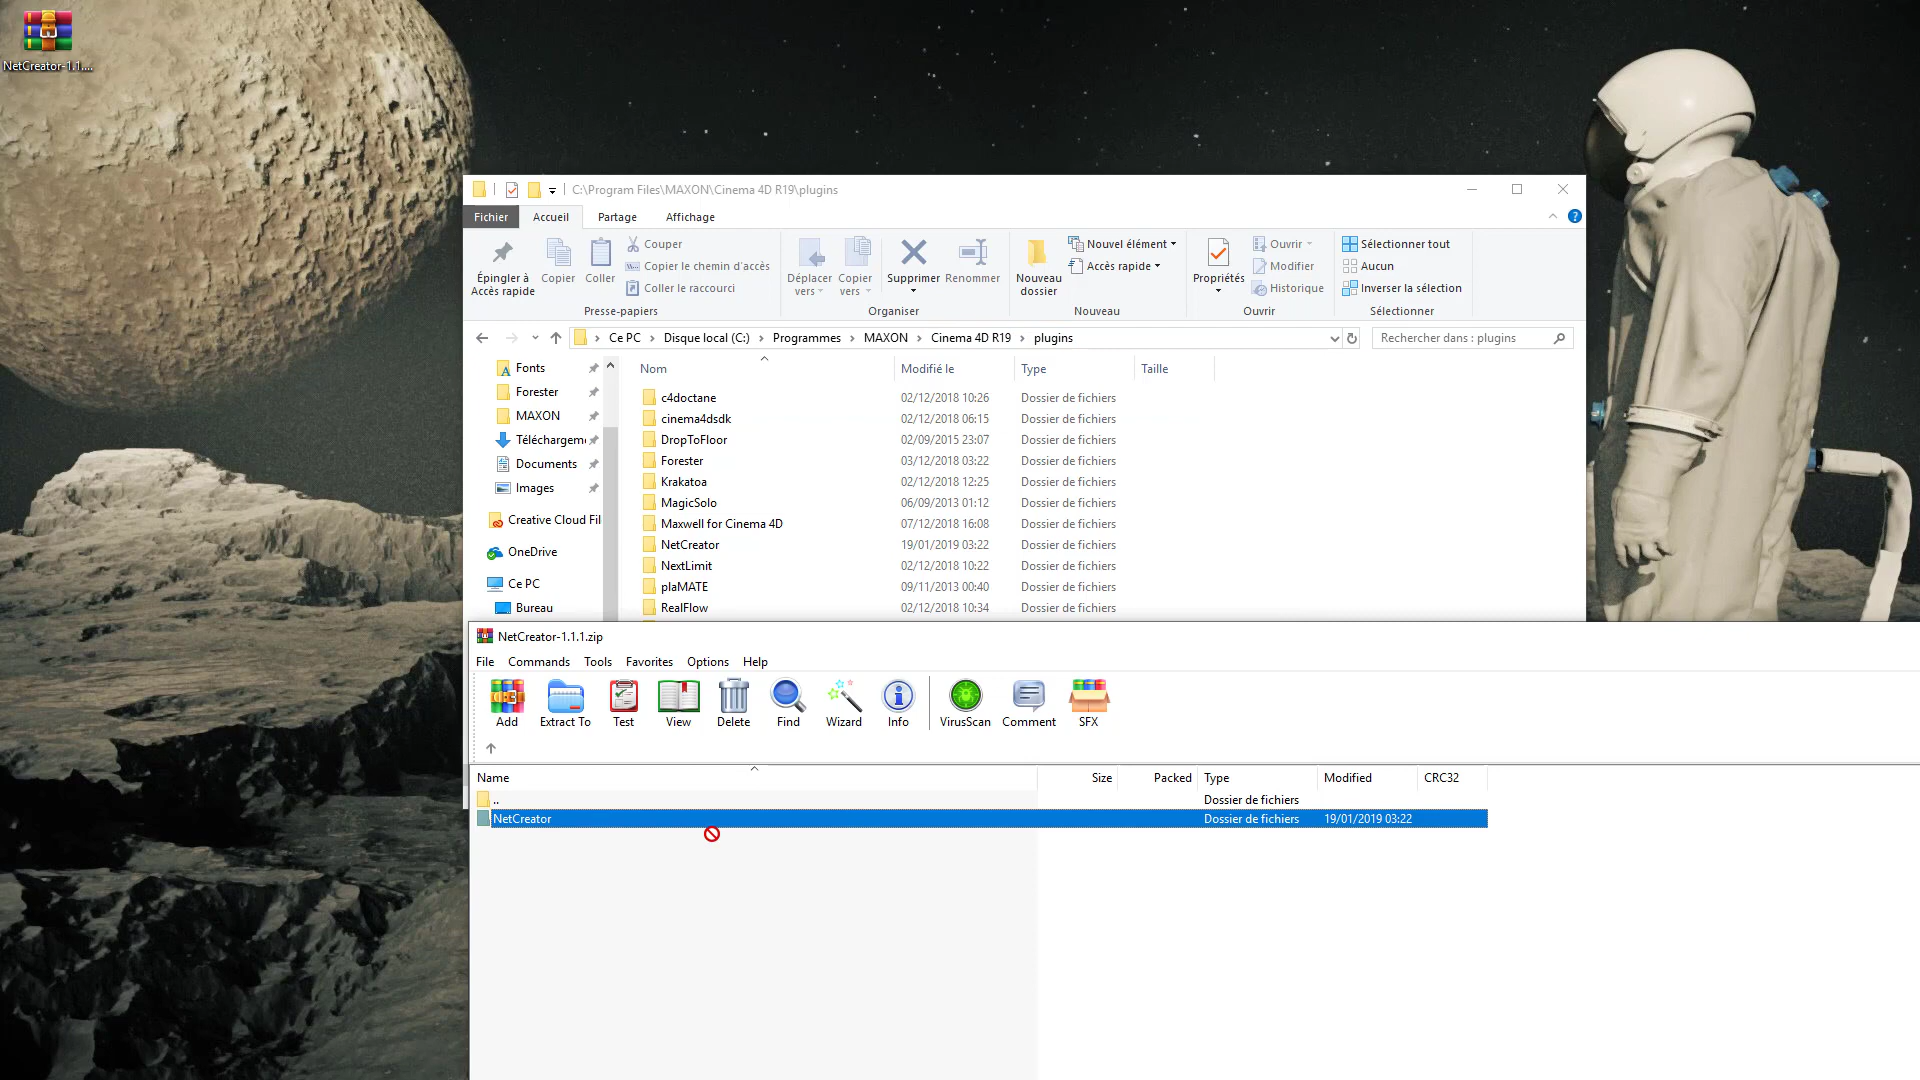 NetCreator-1.1....
C:\Program Files\MAXON\Cinema 4D R19\plugins
Fichier Accueil Partage Affichage
Épingler à Accès rapide
Copier
Coller
Couper
Copier le chemin d'accès
Coller le raccourci
Presse-papiers
Déplacer vers
Copier vers
Supprimer
Renommer
Organiser
Nouveau dossier
Nouvel élément
Accès rapide
Nouveau
Propriétés
Ouvrir
Modifier
Historique
Ouvrir
Sélectionner tout
Aucun
Inverser la sélection
Sélectionner
Ce PC > Disque local (C:) > Programmes > MAXON > Cinema 4D R19 > plugins
Rechercher dans : plugins
Fonts
Forester
MAXON
Téléchargem
Documents
Images
Creative Cloud Fil
OneDrive
Ce PC
Bureau
Nom Modifié le Type Taille
c4doctane 02/12/2018 10:26 Dossier de fichiers
cinema4dsdk 02/12/2018 06:15 Dossier de fichiers
DropToFloor 02/09/2015 23:07 Dossier de fichiers
Forester 03/12/2018 03:22 Dossier de fichiers
Krakatoa 02/12/2018 12:25 Dossier de fichiers
MagicSolo 06/09/2013 01:12 Dossier de fichiers
Maxwell for Cinema 4D 07/12/2018 16:08 Dossier de fichiers
NetCreator 19/01/2019 03:22 Dossier de fichiers
NextLimit 02/12/2018 10:22 Dossier de fichiers
plaMATE 09/11/2013 00:40 Dossier de fichiers
RealFlow 02/12/2018 10:34 Dossier de fichiers
NetCreator-1.1.1.zip
File Commands Tools Favorites Options Help
Add Extract To Test View Delete Find Wizard Info VirusScan Comment SFX
Name Size Packed Type Modified CRC32
.. Dossier de fichiers
NetCreator Dossier de fichiers 19/01/2019 03:22